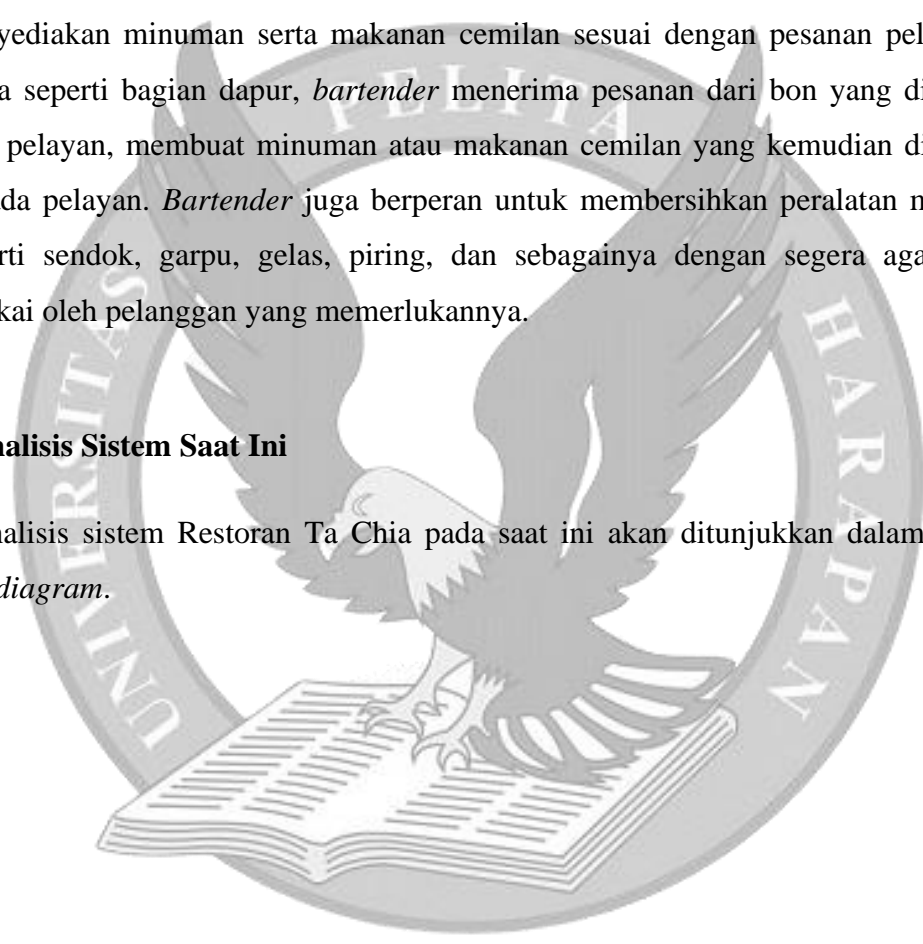 yediakan minuman serta makanan cemilan sesuai dengan pesanan pel
a seperti bagian dapur, bartender menerima pesanan dari bon yang di
pelayan, membuat minuman atau makanan cemilan yang kemudian di
ada pelayan. Bartender juga berperan untuk membersihkan peralatan m
rti sendok, garpu, gelas, piring, dan sebagainya dengan segera aga
kai oleh pelanggan yang memerlukannya.
nalisis Sistem Saat Ini
nalisis sistem Restoran Ta Chia pada saat ini akan ditunjukkan dalam
diagram.
UNIVERSITAS PELITA HARAPAN